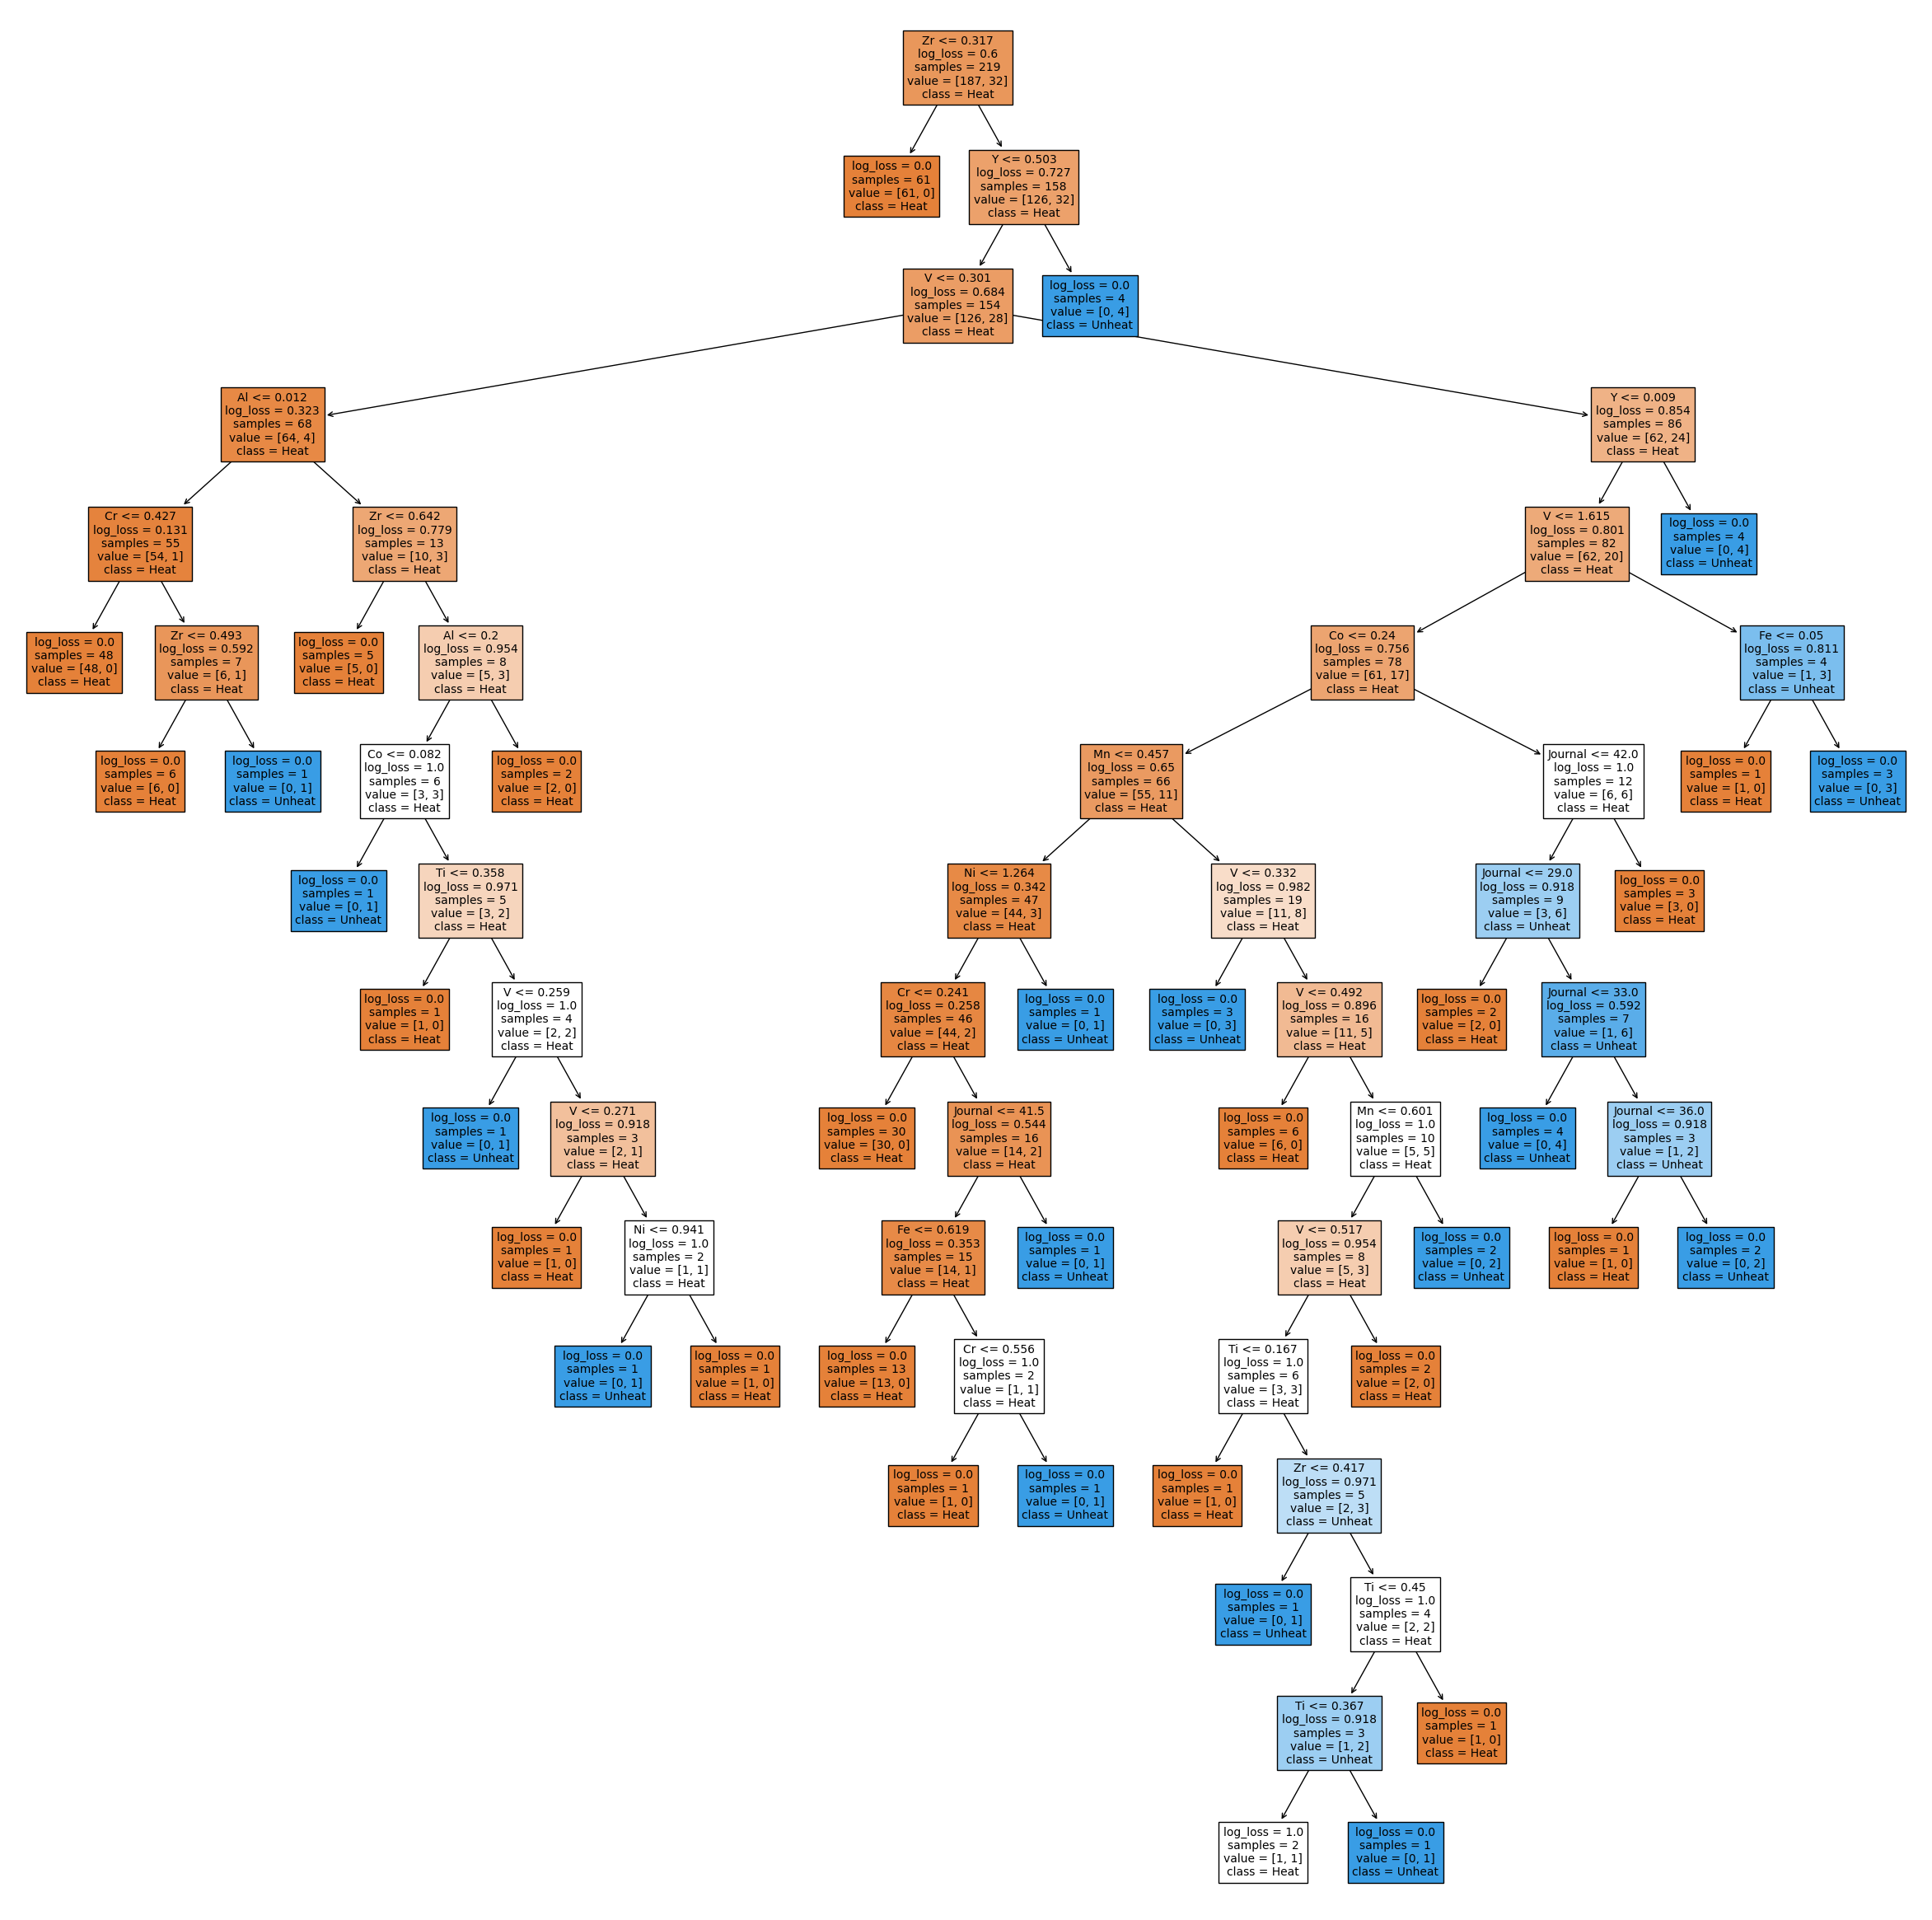 Zr <= 0.317
log_loss = 0.6
samples = 219
value = [187, 32]
class = Heat
log_loss = 0.0
samples = 61
value = [61, 0]
class = Heat
Y <= 0.503
log_loss = 0.727
samples = 158
value = [126, 32]
class = Heat
V <= 0.301
log_loss = 0.684
samples = 154
value = [126, 28]
class = Heat
log_loss = 0.0
samples = 4
value = [0, 4]
class = Unheat
Al <= 0.012
log_loss = 0.323
samples = 68
value = [64, 4]
class = Heat
Y <= 0.009
log_loss = 0.854
samples = 86
value = [62, 24]
class = Heat
Cr <= 0.427
log_loss = 0.131
samples = 55
value = [54, 1]
class = Heat
Zr <= 0.642
log_loss = 0.779
samples = 13
value = [10, 3]
class = Heat
V <= 1.615
log_loss = 0.801
samples = 82
value = [62, 20]
class = Heat
log_loss = 0.0
samples = 4
value = [0, 4]
class = Unheat
log_loss = 0.0
samples = 48
value = [48, 0]
class = Heat
Zr <= 0.493
log_loss = 0.592
samples = 7
value = [6, 1]
class = Heat
log_loss = 0.0
samples = 5
value = [5, 0]
class = Heat
Al <= 0.2
log_loss = 0.954
samples = 8
value = [5, 3]
class = Heat
Co <= 0.24
log_loss = 0.756
samples = 78
value = [61, 17]
class = Heat
Fe <= 0.05
log_loss = 0.811
samples = 4
value = [1, 3]
class = Unheat
log_loss = 0.0
samples = 6
value = [6, 0]
class = Heat
log_loss = 0.0
samples = 1
value = [0, 1]
class = Unheat
Co <= 0.082
log_loss = 1.0
samples = 6
value = [3, 3]
class = Heat
log_loss = 0.0
samples = 2
value = [2, 0]
class = Heat
Mn <= 0.457
log_loss = 0.65
samples = 66
value = [55, 11]
class = Heat
Journal <= 42.0
log_loss = 1.0
samples = 12
value = [6, 6]
class = Heat
log_loss = 0.0
samples = 1
value = [1, 0]
class = Heat
log_loss = 0.0
samples = 3
value = [0, 3]
class = Unheat
log_loss = 0.0
samples = 1
value = [0, 1]
class = Unheat
Ti <= 0.358
log_loss = 0.971
samples = 5
value = [3, 2]
class = Heat
Ni <= 1.264
log_loss = 0.342
samples = 47
value = [44, 3]
class = Heat
V <= 0.332
log_loss = 0.982
samples = 19
value = [11, 8]
class = Heat
Journal <= 29.0
log_loss = 0.918
samples = 9
value = [3, 6]
class = Unheat
log_loss = 0.0
samples = 3
value = [3, 0]
class = Heat
log_loss = 0.0
samples = 1
value = [1, 0]
class = Heat
V <= 0.259
log_loss = 1.0
samples = 4
value = [2, 2]
class = Heat
Cr <= 0.241
log_loss = 0.258
samples = 46
value = [44, 2]
class = Heat
log_loss = 0.0
samples = 1
value = [0, 1]
class = Unheat
log_loss = 0.0
samples = 3
value = [0, 3]
class = Unheat
V <= 0.492
log_loss = 0.896
samples = 16
value = [11, 5]
class = Heat
log_loss = 0.0
samples = 2
value = [2, 0]
class = Heat
Journal <= 33.0
log_loss = 0.592
samples = 7
value = [1, 6]
class = Unheat
log_loss = 0.0
samples = 1
value = [0, 1]
class = Unheat
V <= 0.271
log_loss = 0.918
samples = 3
value = [2, 1]
class = Heat
log_loss = 0.0
samples = 30
value = [30, 0]
class = Heat
Journal <= 41.5
log_loss = 0.544
samples = 16
value = [14, 2]
class = Heat
log_loss = 0.0
samples = 6
value = [6, 0]
class = Heat
Mn <= 0.601
log_loss = 1.0
samples = 10
value = [5, 5]
class = Heat
log_loss = 0.0
samples = 4
value = [0, 4]
class = Unheat
Journal <= 36.0
log_loss = 0.918
samples = 3
value = [1, 2]
class = Unheat
log_loss = 0.0
samples = 1
value = [1, 0]
class = Heat
Ni <= 0.941
log_loss = 1.0
samples = 2
value = [1, 1]
class = Heat
Fe <= 0.619
log_loss = 0.353
samples = 15
value = [14, 1]
class = Heat
log_loss = 0.0
samples = 1
value = [0, 1]
class = Unheat
V <= 0.517
log_loss = 0.954
samples = 8
value = [5, 3]
class = Heat
log_loss = 0.0
samples = 2
value = [0, 2]
class = Unheat
log_loss = 0.0
samples = 1
value = [1, 0]
class = Heat
log_loss = 0.0
samples = 2
value = [0, 2]
class = Unheat
log_loss = 0.0
samples = 1
value = [0, 1]
class = Unheat
log_loss = 0.0
samples = 1
value = [1, 0]
class = Heat
log_loss = 0.0
samples = 13
value = [13, 0]
class = Heat
Cr <= 0.556
log_loss = 1.0
samples = 2
value = [1, 1]
class = Heat
Ti <= 0.167
log_loss = 1.0
samples = 6
value = [3, 3]
class = Heat
log_loss = 0.0
samples = 2
value = [2, 0]
class = Heat
log_loss = 0.0
samples = 1
value = [1, 0]
class = Heat
log_loss = 0.0
samples = 1
value = [0, 1]
class = Unheat
log_loss = 0.0
samples = 1
value = [1, 0]
class = Heat
Zr <= 0.417
log_loss = 0.971
samples = 5
value = [2, 3]
class = Unheat
log_loss = 0.0
samples = 1
value = [0, 1]
class = Unheat
Ti <= 0.45
log_loss = 1.0
samples = 4
value = [2, 2]
class = Heat
Ti <= 0.367
log_loss = 0.918
samples = 3
value = [1, 2]
class = Unheat
log_loss = 0.0
samples = 1
value = [1, 0]
class = Heat
log_loss = 1.0
samples = 2
value = [1, 1]
class = Heat
log_loss = 0.0
samples = 1
value = [0, 1]
class = Unheat